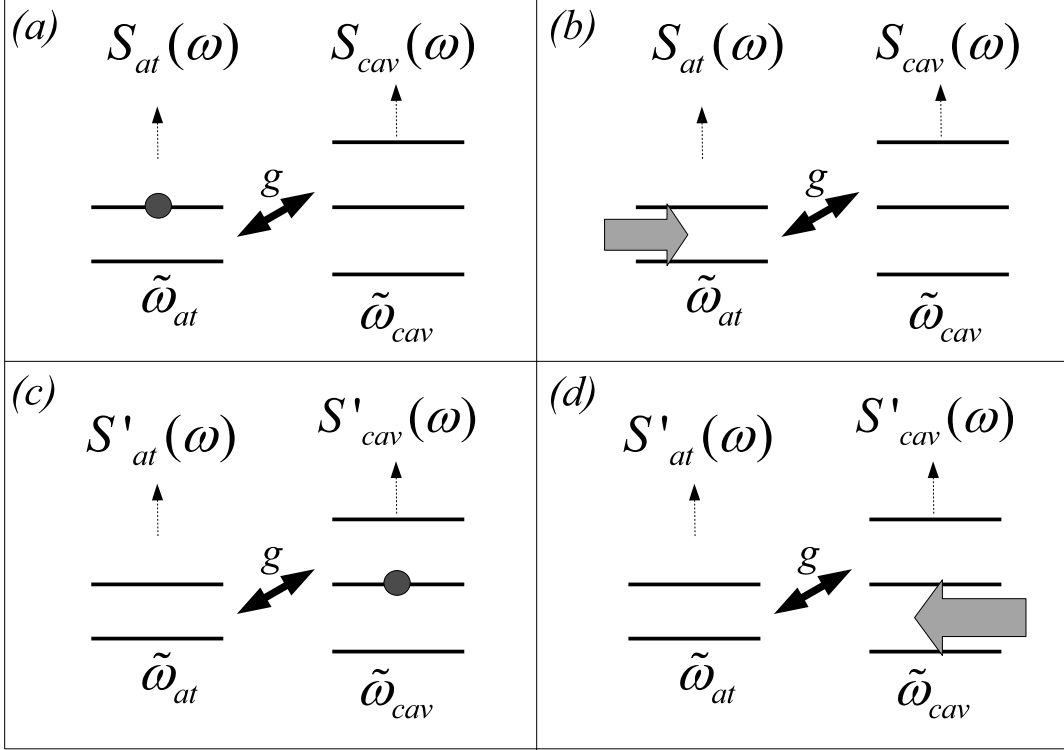 (a)
S_at(ω) S_cav(ω)
g
ω̃_at ω̃_cav
(b)
S_at(ω) S_cav(ω)
g
ω̃_at ω̃_cav
(c)
S'_at(ω) S'_cav(ω)
g
ω̃_at ω̃_cav
(d)
S'_at(ω) S'_cav(ω)
g
ω̃_at ω̃_cav